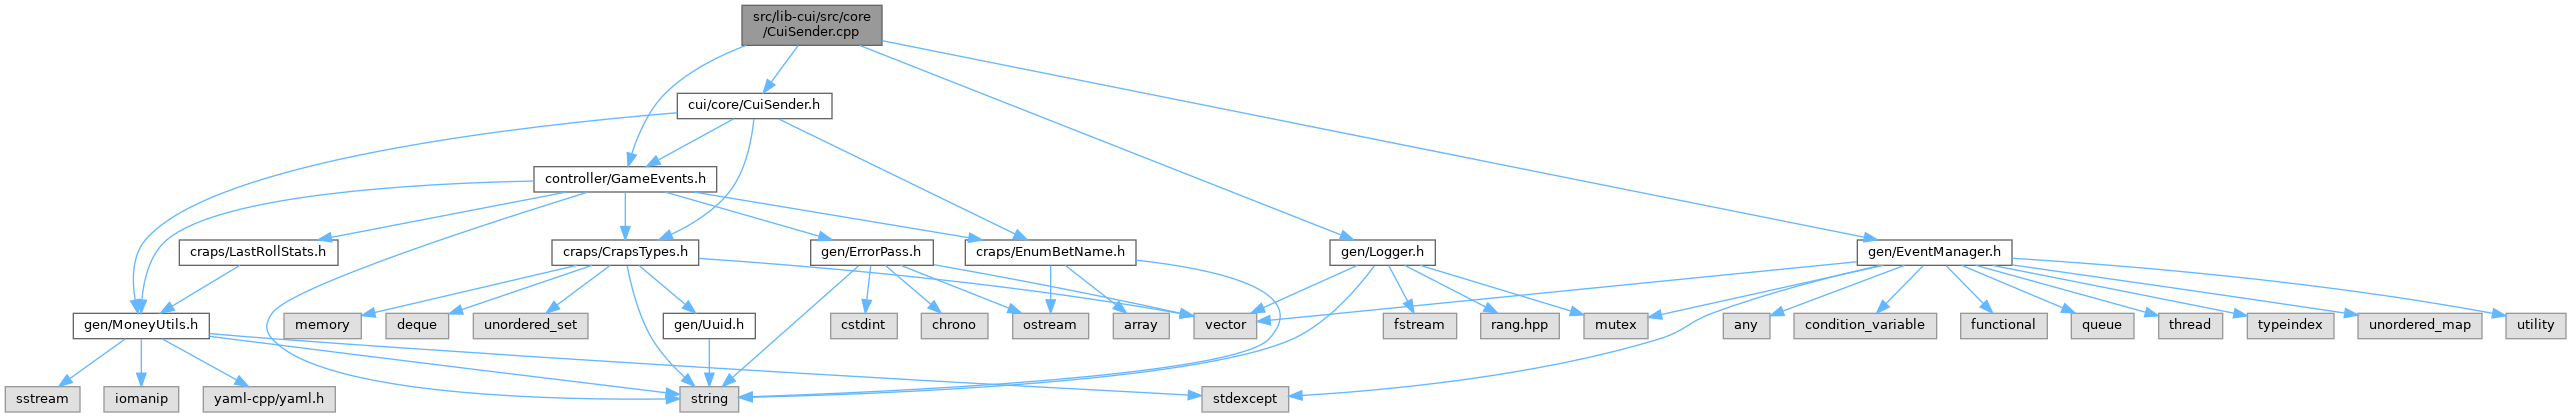 src/lib-cui/src/core
/CuiSender.cpp
cui/core/CuiSender.h
controller/GameEvents.h
craps/LastRollStats.h
craps/CrapsTypes.h
gen/ErrorPass.h
craps/EnumBetName.h
gen/Logger.h
gen/EventManager.h
gen/MoneyUtils.h
memory
deque
unordered_set
gen/Uuid.h
cstdint
chrono
ostream
array
vector
fstream
rang.hpp
mutex
any
condition_variable
functional
queue
thread
typeindex
unordered_map
utility
sstream
iomanip
yaml-cpp/yaml.h
string
stdexcept